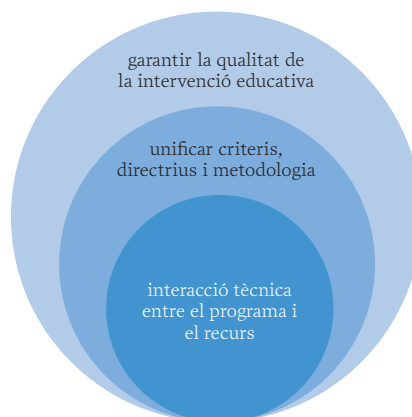 garantir la qualitat de
la intervenció educativa
unificar criteris,
directrius i metodologia
interacció tècnica
entre el programa i
el recurs